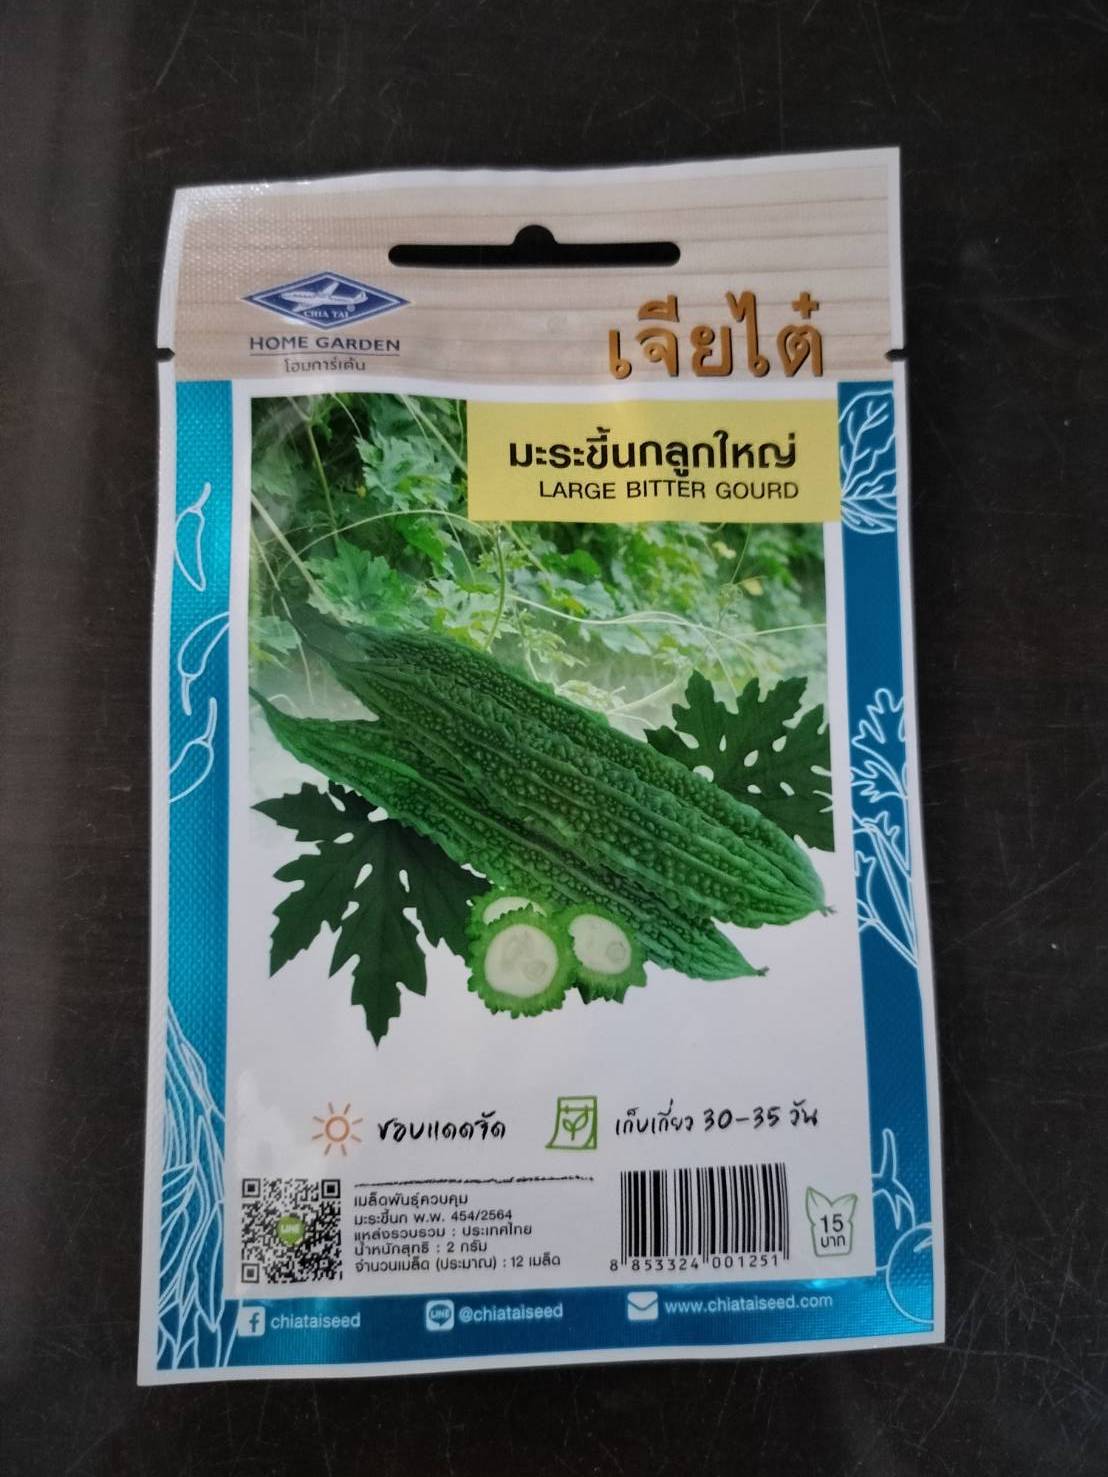 CHIA TAI
HOME GARDEN
โฮมการ์เด้น
เจียไต๋
มะระขี้นกลูกใหญ่
LARGE BITTER GOURD
ชอบแดดจัด
เก็บเกี่ยว 30-35 วัน
LINE
เมล็ดพันธุ์ควบคุม
มะระขี้นก พ.พ. 454/2564
แหล่งรวบรวม : ประเทศไทย
น้ำหนักสุทธิ : 2 กรัม
จำนวนเมล็ด (ประมาณ) : 12 เมล็ด
8 853324 001251
15
บาท
chiataiseed
LINE @chiataiseed
www.chiataiseed.com